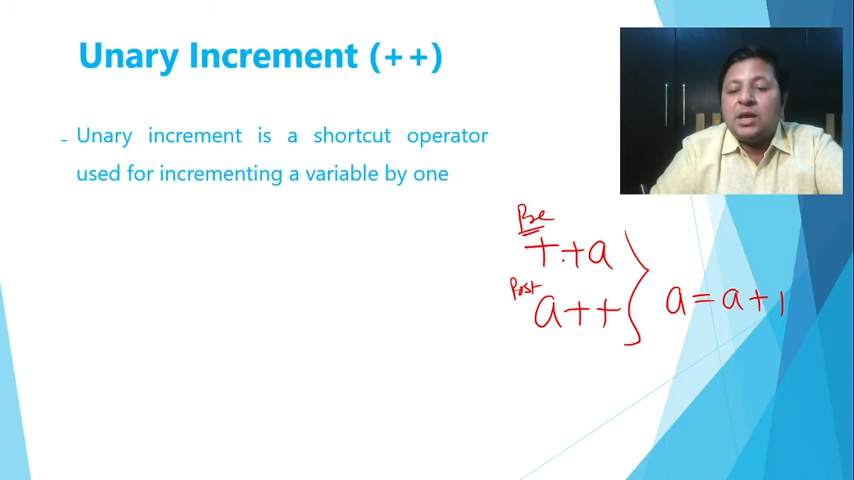 Unary Increment (++)
- Unary increment is a shortcut operator
used for incrementing a variable by one
Pre
++a
Post
a++
a=a+1